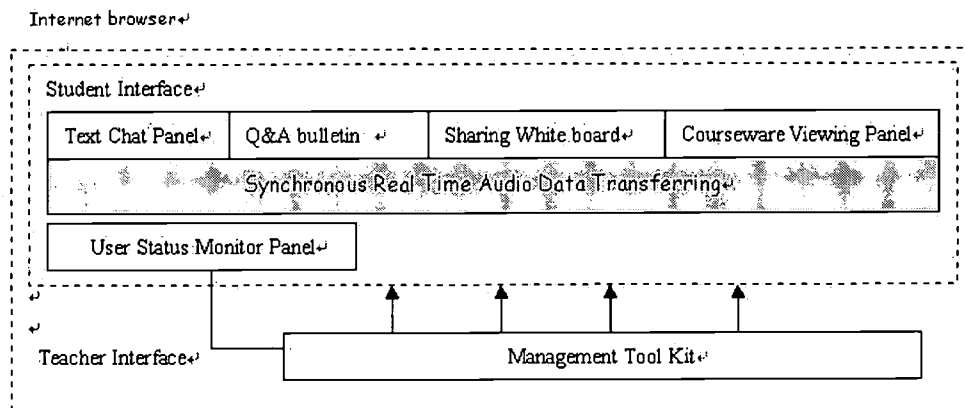 Internet browser↵
Student Interface↵
Text Chat Panel↵ Q&A bulletin ↵ Sharing White board↵ Courseware Viewing Panel↵
Synchronous Real Time Audio Data Transferring↵
User Status Monitor Panel↵
↵
↵
Teacher Interface↵ Management Tool Kit↵